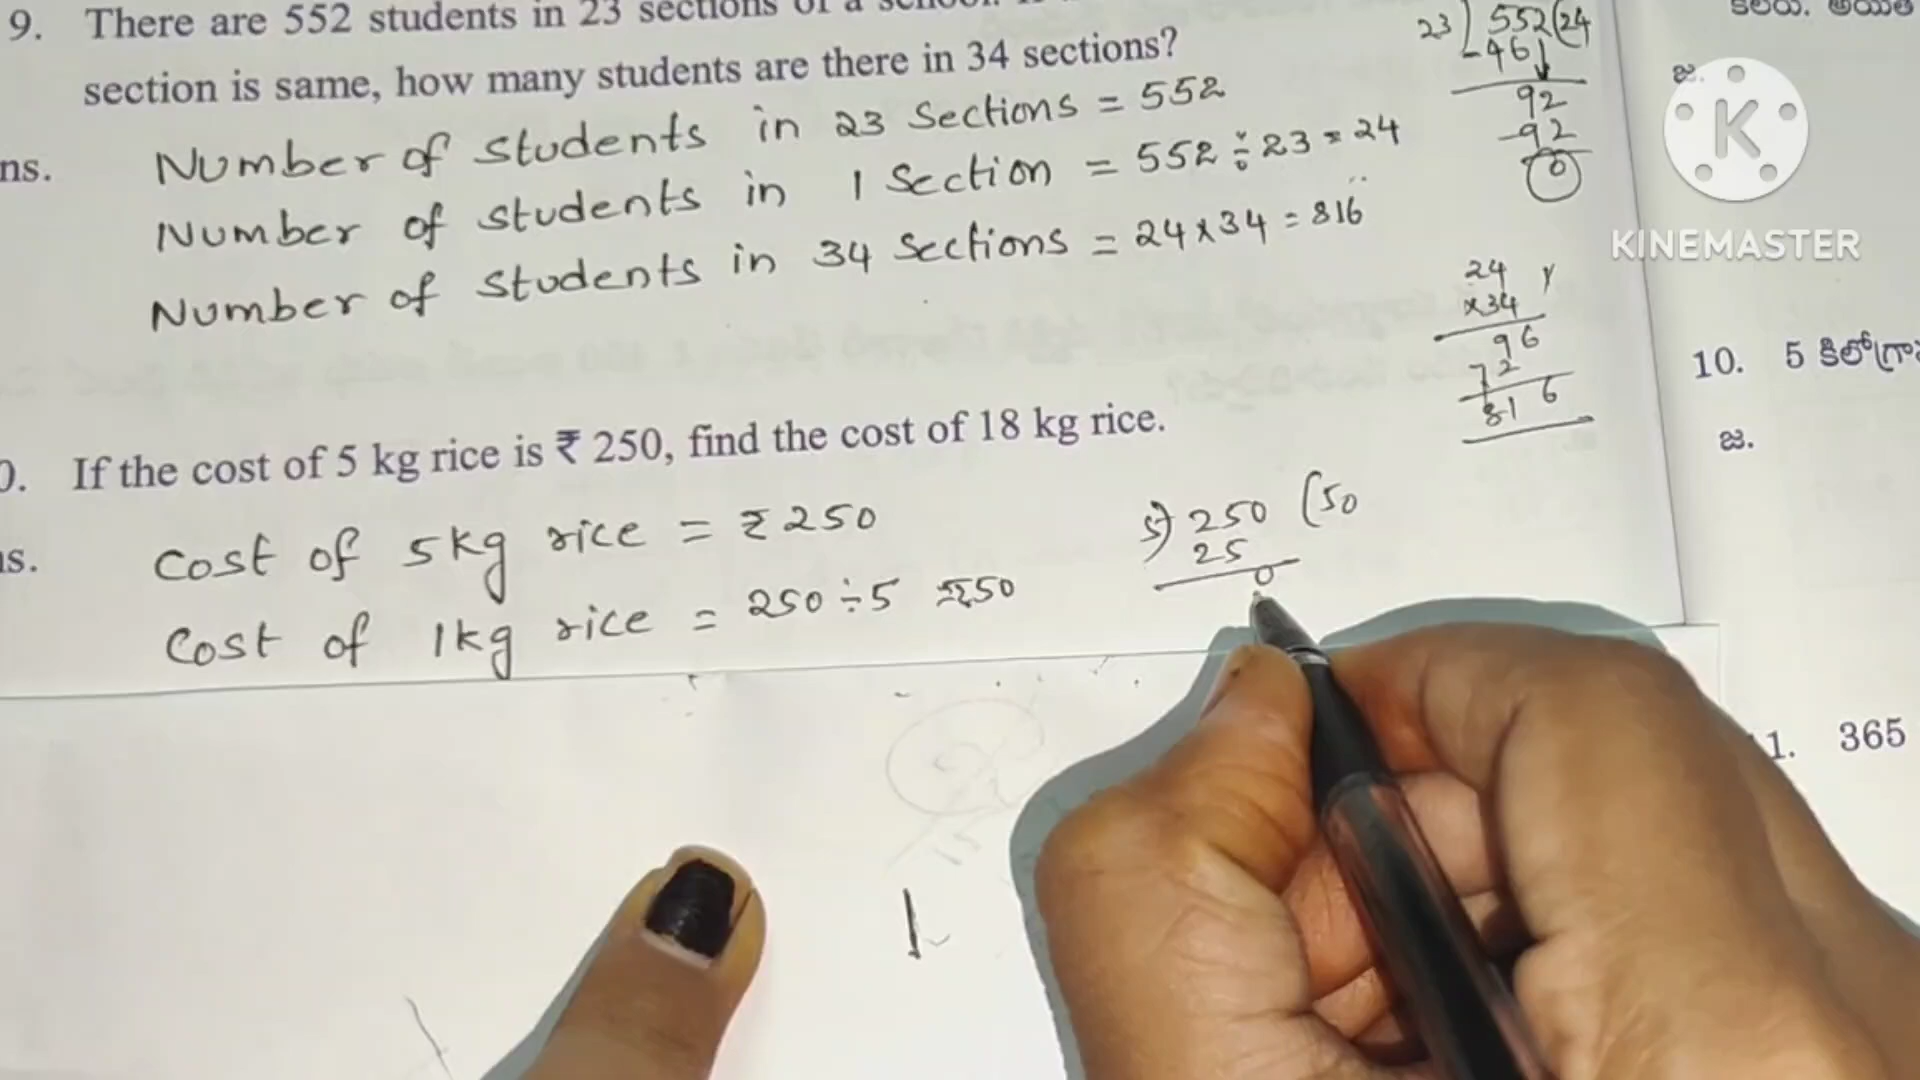 9. There are 552 students in 23 sections of a school.
section is same, how many students are there in 34 sections?
ns. Number of students in 23 Sections = 552
Number of students in 1 Section = 552 ÷ 23 = 24
Number of students in 34 Sections = 24 x 34 = 816
23 ) 552 ( 24
- 46
92
- 92
0
24
x 34
96
72
816
0. If the cost of 5 kg rice is ₹ 250, find the cost of 18 kg rice.
s. Cost of 5kg rice = ₹ 250
Cost of 1kg rice = 250 ÷ 5 = ₹50
5) 250 (50
25
0
KINEMASTER
జ.
10. 5 కిలోగ్రా
జ.
1. 365